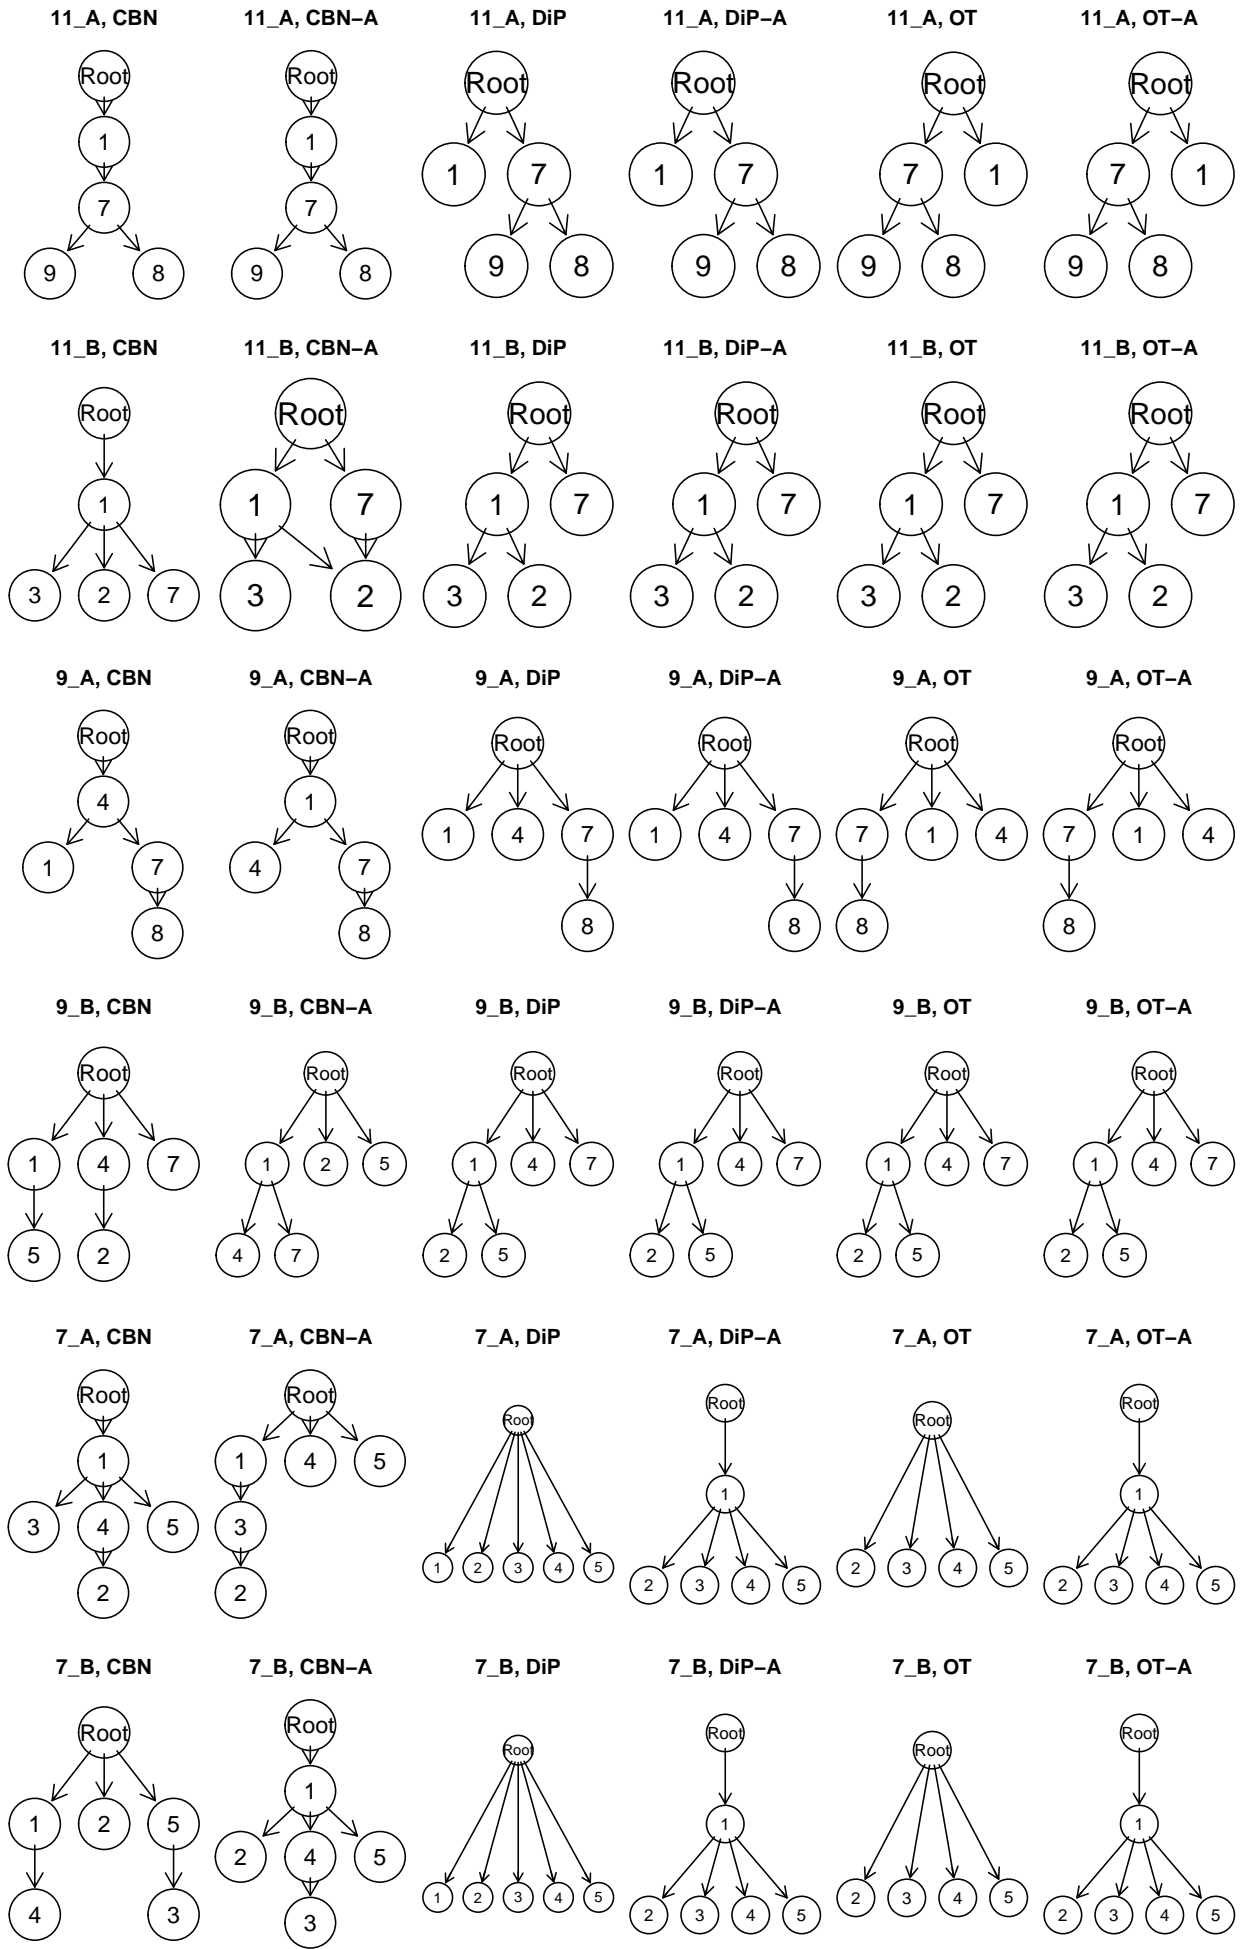 11_A, CBN 11_A, CBN−A 11_A, DiP 11_A, DiP−A 11_A, OT 11_A, OT−A
Root Root Root Root Root Root
1 1
1 7 1 7 7 1 7 1
7 7
9 8 9 8 9 8 9 8 9 8 9 8
11_B, CBN 11_B, CBN−A 11_B, DiP 11_B, DiP−A 11_B, OT 11_B, OT−A
Root Root Root Root Root Root
1 1 7 1 7 1 7 1 7 1 7
3 2 7 3 2 3 2 3 2 3 2 3 2
9_A, CBN 9_A, CBN−A 9_A, DiP 9_A, DiP−A 9_A, OT 9_A, OT−A
Root Root Root Root Root Root
4 1
1 4 7 1 4 7 7 1 4 7 1 4
1 7 4 7
8 8 8 8 8 8
9_B, CBN 9_B, CBN−A 9_B, DiP 9_B, DiP−A 9_B, OT 9_B, OT−A
Root Root Root Root Root Root
1 4 7 1 2 5 1 4 7 1 4 7 1 4 7 1 4 7
5 2 4 7 2 5 2 5 2 5 2 5
7_A, CBN 7_A, CBN−A 7_A, DiP 7_A, DiP−A 7_A, OT 7_A, OT−A
Root Root Root Root Root Root
1 1 4 5
1 1
3 4 5 3
1 2 3 4 5 2 3 4 5 2 3 4 5 2 3 4 5
2 2
7_B, CBN 7_B, CBN−A 7_B, DiP 7_B, DiP−A 7_B, OT 7_B, OT−A
Root Root Root Root Root Root
1
1 2 5 1 1
2 4 5
1 2 3 4 5 2 3 4 5 2 3 4 5 2 3 4 5
4 3 3